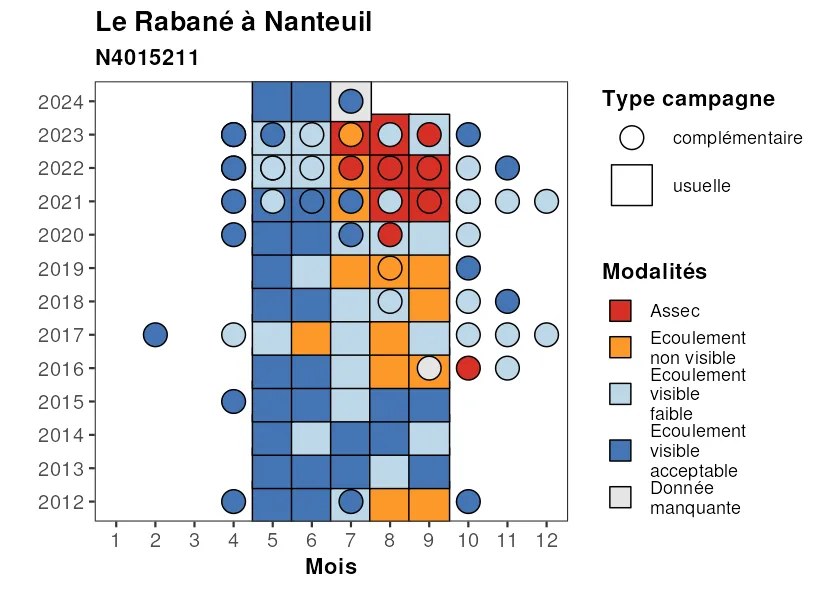 Le Rabané à Nanteuil
N4015211
2024
2023
2022
2021
2020
2019
2018
2017
2016
2015
2014
2013
2012
1 2 3 4 5 6 7 8 9 10 11 12
Mois
Type campagne
complémentaire
usuelle
Modalités
Assec
Ecoulement
non visible
Ecoulement
visible
faible
Ecoulement
visible
acceptable
Donnée
manquante